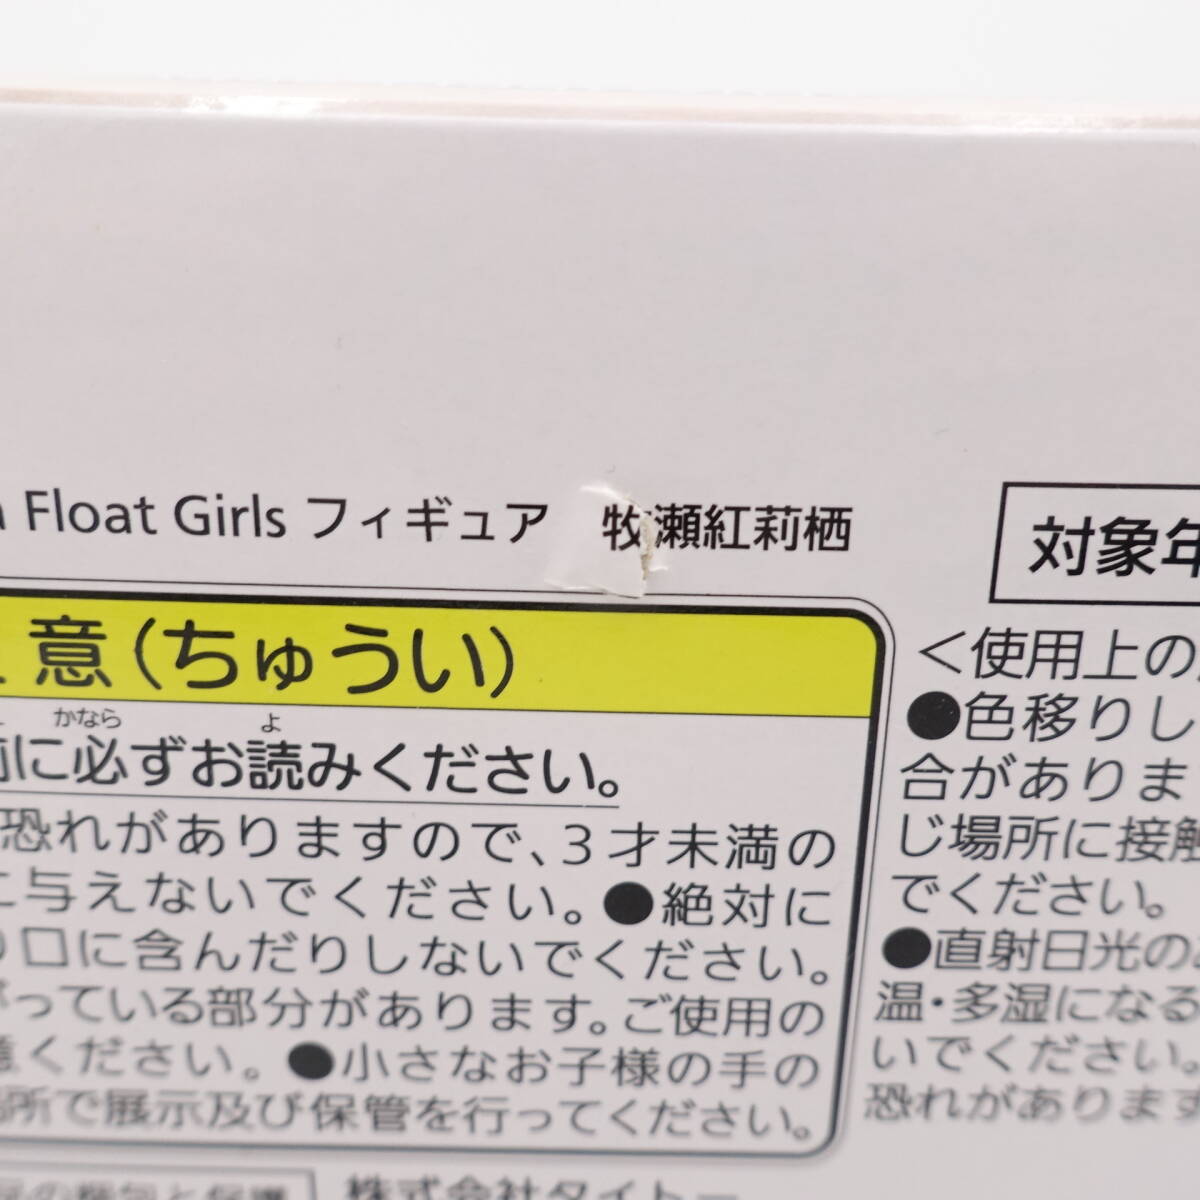 Float Girls フィギュア 牧瀬紅莉栖
対象年
意(ちゅうい)
かなら よ
に必ずお読みください。
恐れがありますので、3才未満の
に与えないでください。●絶対に
口に含んだりしないでください。
っている部分があります。ご使用の
ください。●小さなお子様の手の
所で展示及び保管を行ってください。
<使用上の
●色移りし
合がありま
じ場所に接触
でください。
●直射日光の
温・多湿になる
いでください。
恐れがあります
株式会社タイトー